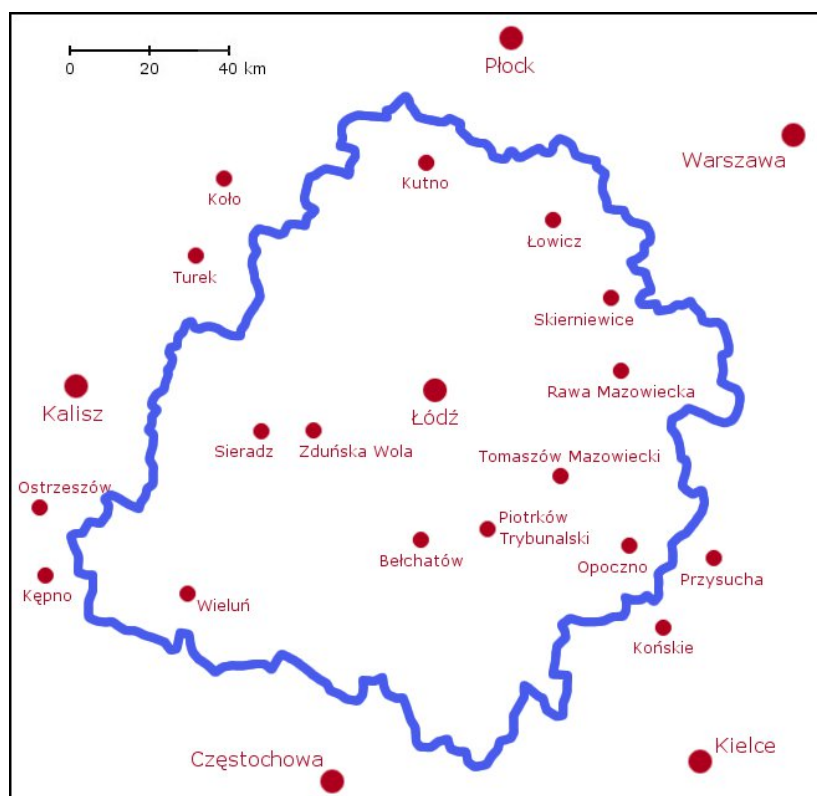 0 20 40 km
Płock
Warszawa
Kutno
Koło
Łowicz
Turek
Skierniewice
Rawa Mazowiecka
Kalisz
Łódź
Sieradz
Zduńska Wola
Tomaszów Mazowiecki
Ostrzeszów
Piotrków
Trybunalski
Bełchatów
Opoczno
Przysucha
Kępno
Wieluń
Końskie
Częstochowa
Kielce